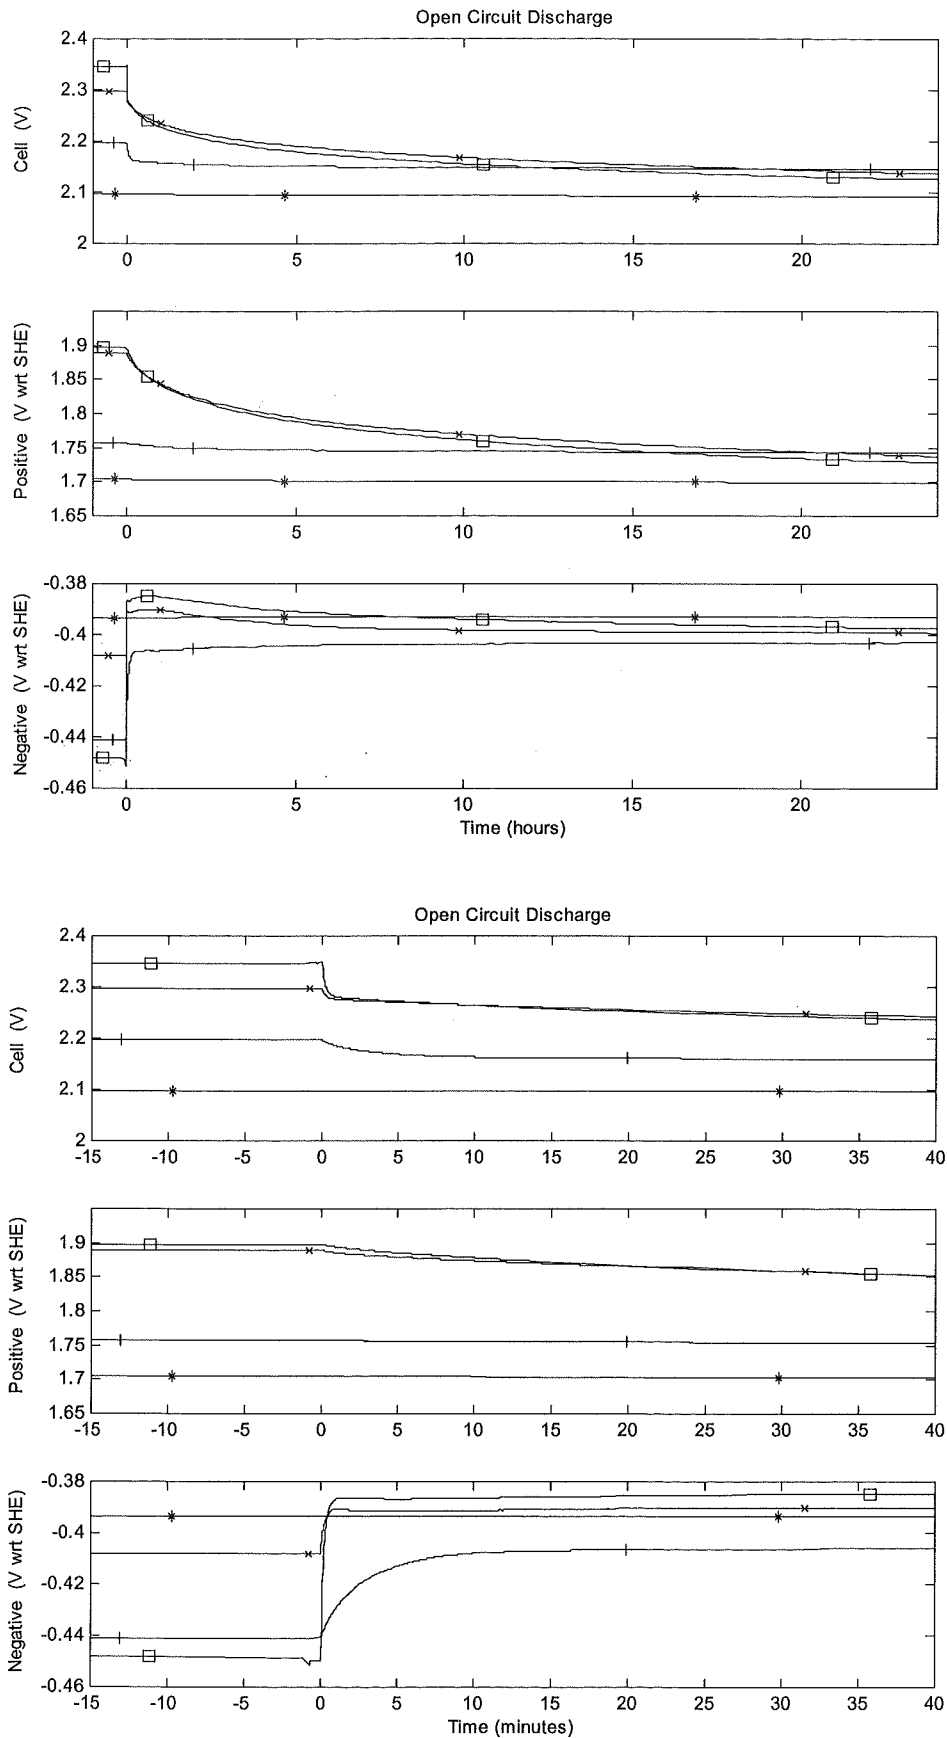 Open Circuit Discharge
Cell (V)
2.4
2.3
2.2
2.1
2
0 5 10 15 20
Positive (V wrt SHE)
1.9
1.85
1.8
1.75
1.7
1.65
0 5 10 15 20
Negative (V wrt SHE)
-0.38
-0.4
-0.42
-0.44
-0.46
0 5 10 15 20
Time (hours)
Open Circuit Discharge
Cell (V)
2.4
2.3
2.2
2.1
2
-15 -10 -5 0 5 10 15 20 25 30 35 40
Positive (V wrt SHE)
1.9
1.85
1.8
1.75
1.7
1.65
-15 -10 -5 0 5 10 15 20 25 30 35 40
Negative (V wrt SHE)
-0.38
-0.4
-0.42
-0.44
-0.46
-15 -10 -5 0 5 10 15 20 25 30 35 40
Time (minutes)